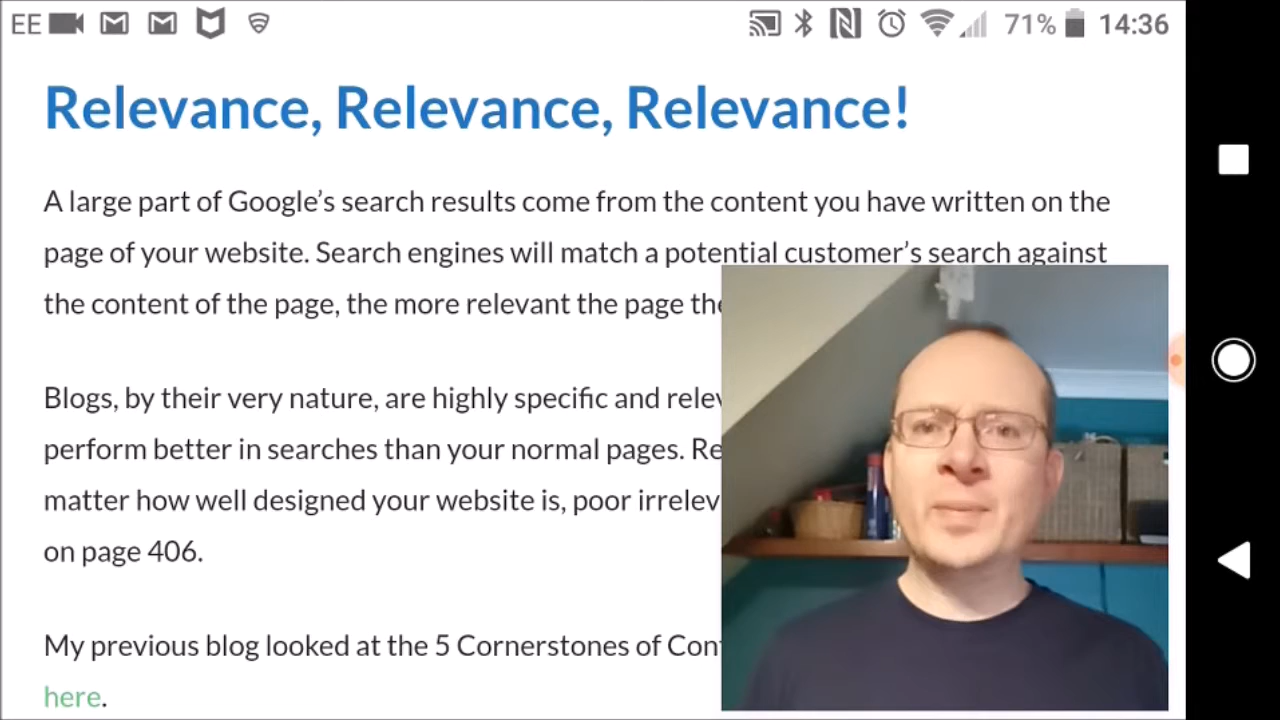 EE 71% 14:36
Relevance, Relevance, Relevance!
A large part of Google’s search results come from the content you have written on the
page of your website. Search engines will match a potential customer’s search against
the content of the page, the more relevant the page the
Blogs, by their very nature, are highly specific and relev
perform better in searches than your normal pages. Re
matter how well designed your website is, poor irrelev
on page 406.
My previous blog looked at the 5 Cornerstones of Con
here.